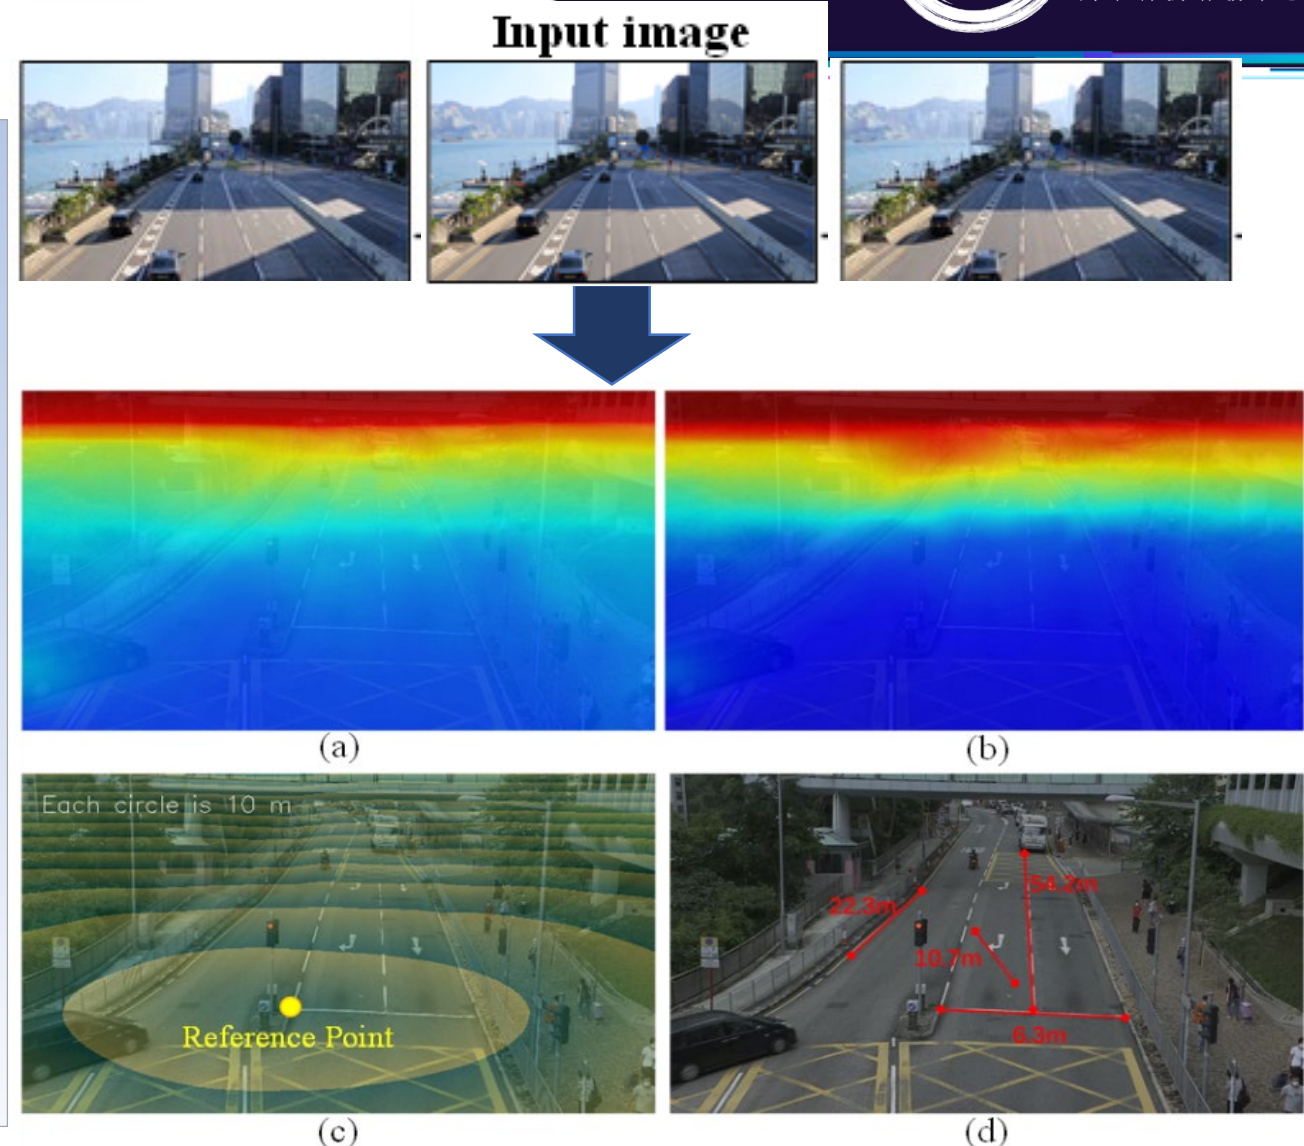 Input image
(a)
(b)
Each circle is 10 m
Reference Point
22.3m
54.2m
10.7m
6.3m
(c)
(d)